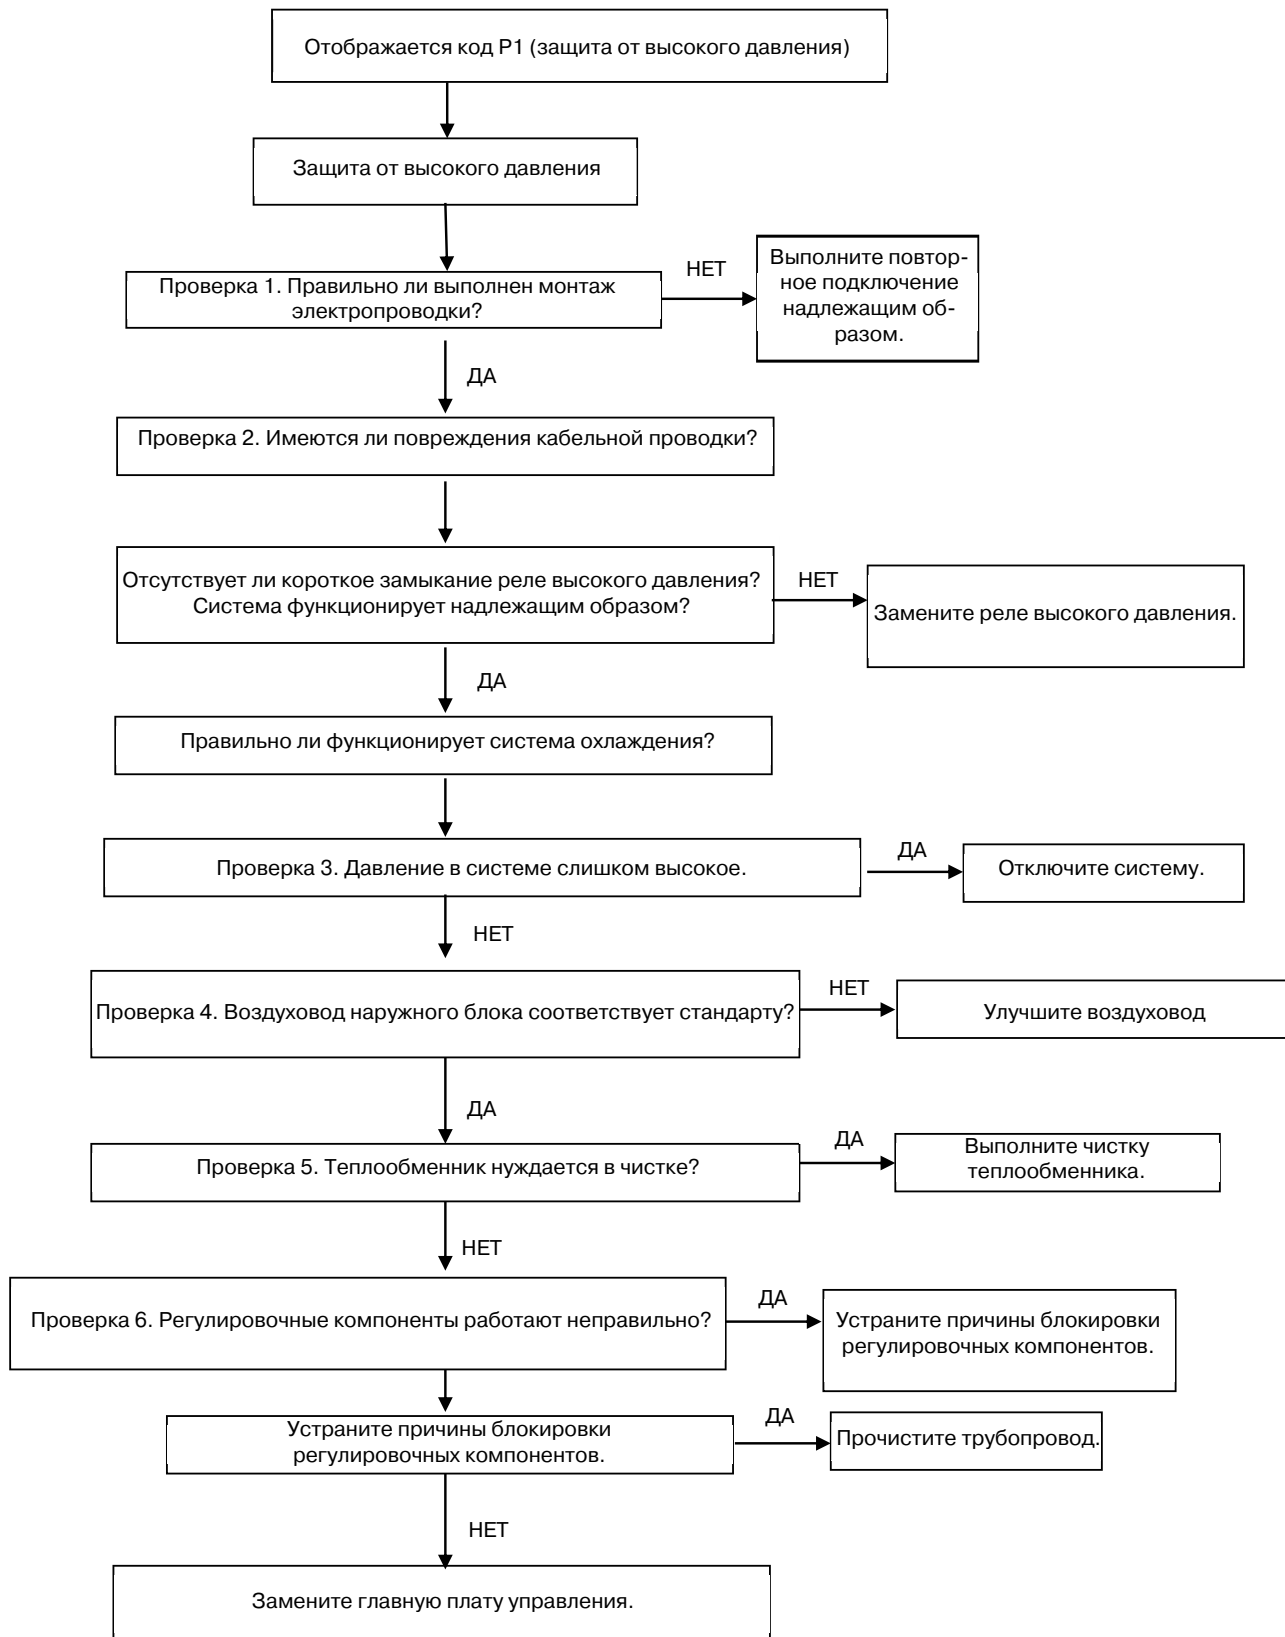 Отображается код P1 (защита от высокого давления)
Защита от высокого давления
Проверка 1. Правильно ли выполнен монтаж
электропроводки?
НЕТ
Выполните повтор-
ное подключение
надлежащим об-
разом.
ДА
Проверка 2. Имеются ли повреждения кабельной проводки?
Отсутствует ли короткое замыкание реле высокого давления?
Система функционирует надлежащим образом?
НЕТ
Замените реле высокого давления.
ДА
Правильно ли функционирует система охлаждения?
Проверка 3. Давление в системе слишком высокое.
ДА
Отключите систему.
НЕТ
Проверка 4. Воздуховод наружного блока соответствует стандарту?
НЕТ
Улучшите воздуховод
ДА
Проверка 5. Теплообменник нуждается в чистке?
ДА
Выполните чистку
теплообменника.
НЕТ
Проверка 6. Регулировочные компоненты работают неправильно?
ДА
Устраните причины блокировки
регулировочных компонентов.
Устраните причины блокировки
регулировочных компонентов.
ДА
Прочистите трубопровод.
НЕТ
Замените главную плату управления.